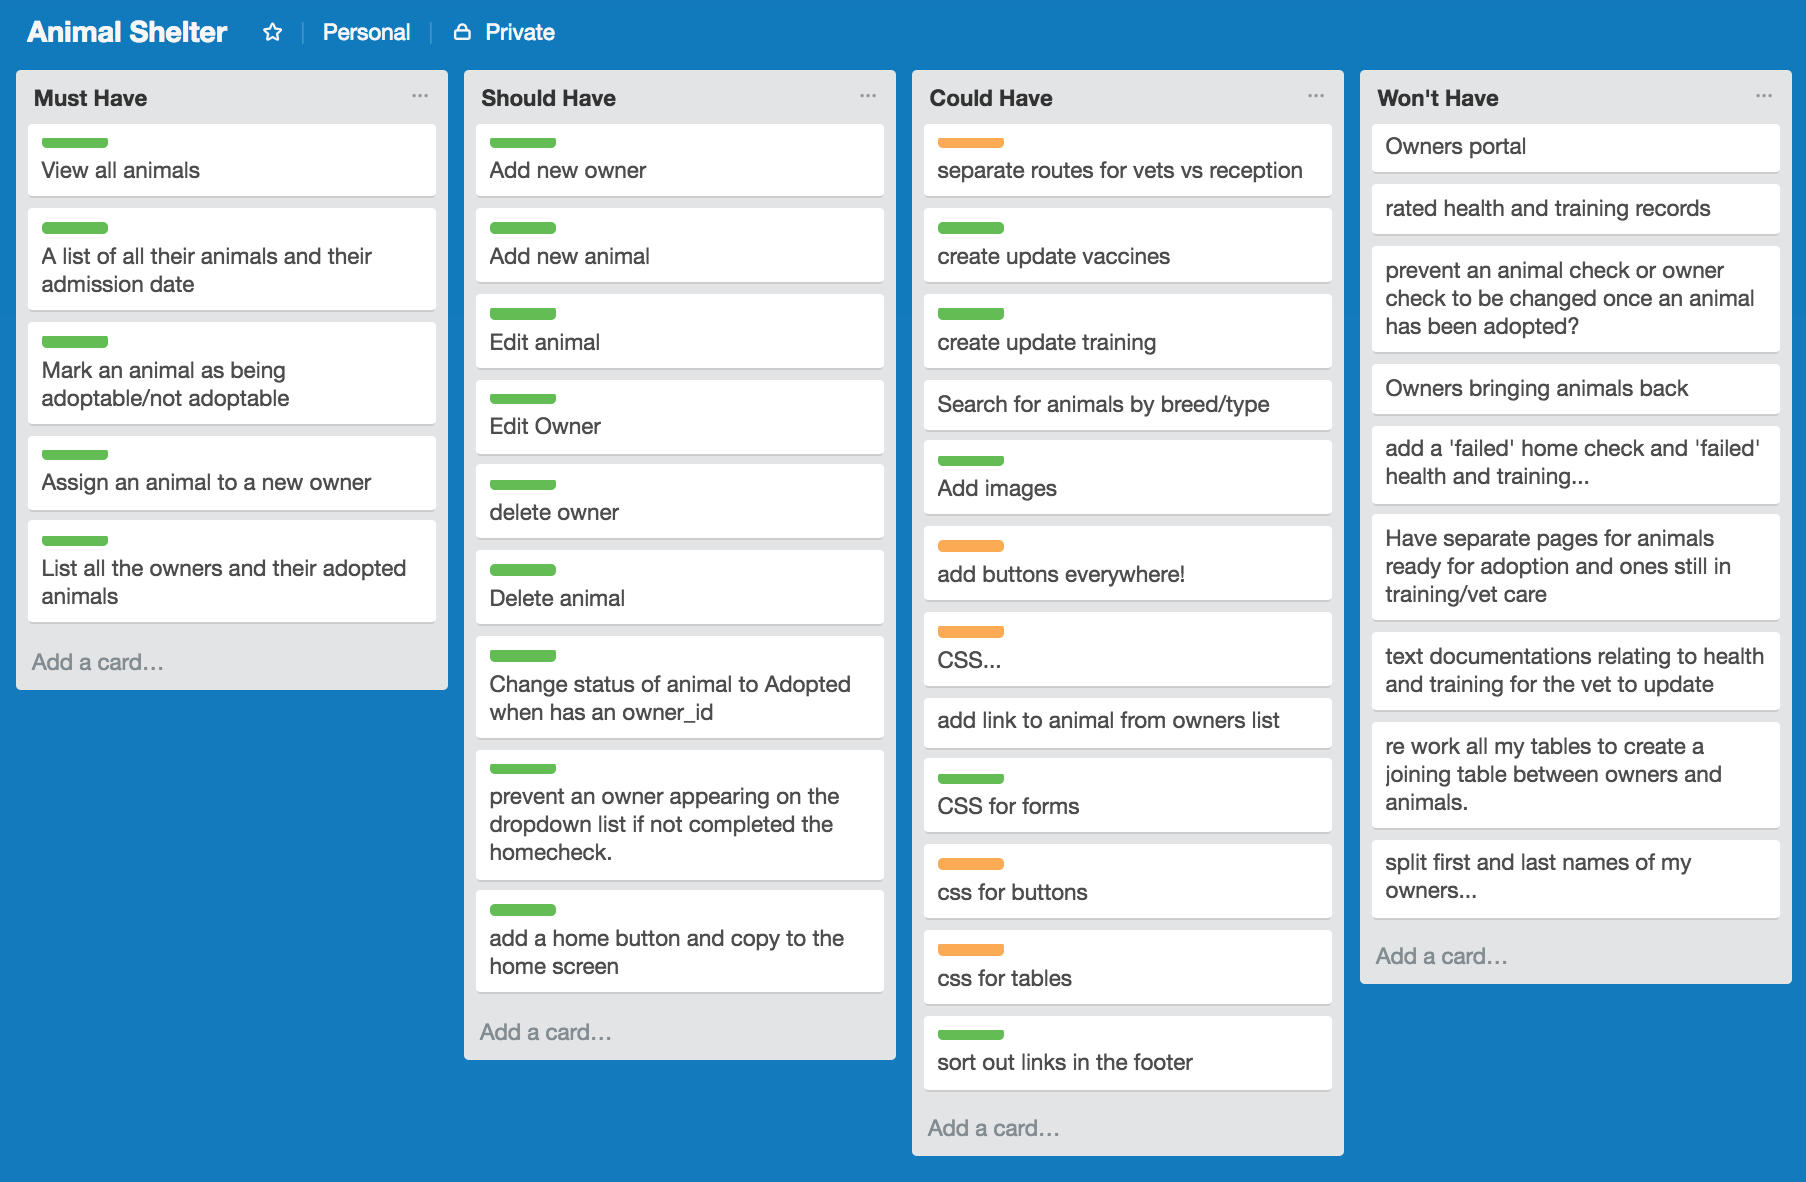 Animal Shelter
Personal
Private
Must Have
View all animals
A list of all their animals and their
admission date
Mark an animal as being
adoptable/not adoptable
Assign an animal to a new owner
List all the owners and their adopted
animals
Add a card...
Should Have
Add new owner
Add new animal
Edit animal
Edit Owner
delete owner
Delete animal
Change status of animal to Adopted
when has an owner_id
prevent an owner appearing on the
dropdown list if not completed the
homecheck.
add a home button and copy to the
home screen
Add a card...
Could Have
separate routes for vets vs reception
create update vaccines
create update training
Search for animals by breed/type
Add images
add buttons everywhere!
CSS...
add link to animal from owners list
CSS for forms
css for buttons
css for tables
sort out links in the footer
Add a card...
Won't Have
Owners portal
rated health and training records
prevent an animal check or owner
check to be changed once an animal
has been adopted?
Owners bringing animals back
add a 'failed' home check and 'failed'
health and training...
Have separate pages for animals
ready for adoption and ones still in
training/vet care
text documentations relating to health
and training for the vet to update
re work all my tables to create a
joining table between owners and
animals.
split first and last names of my
owners...
Add a card...